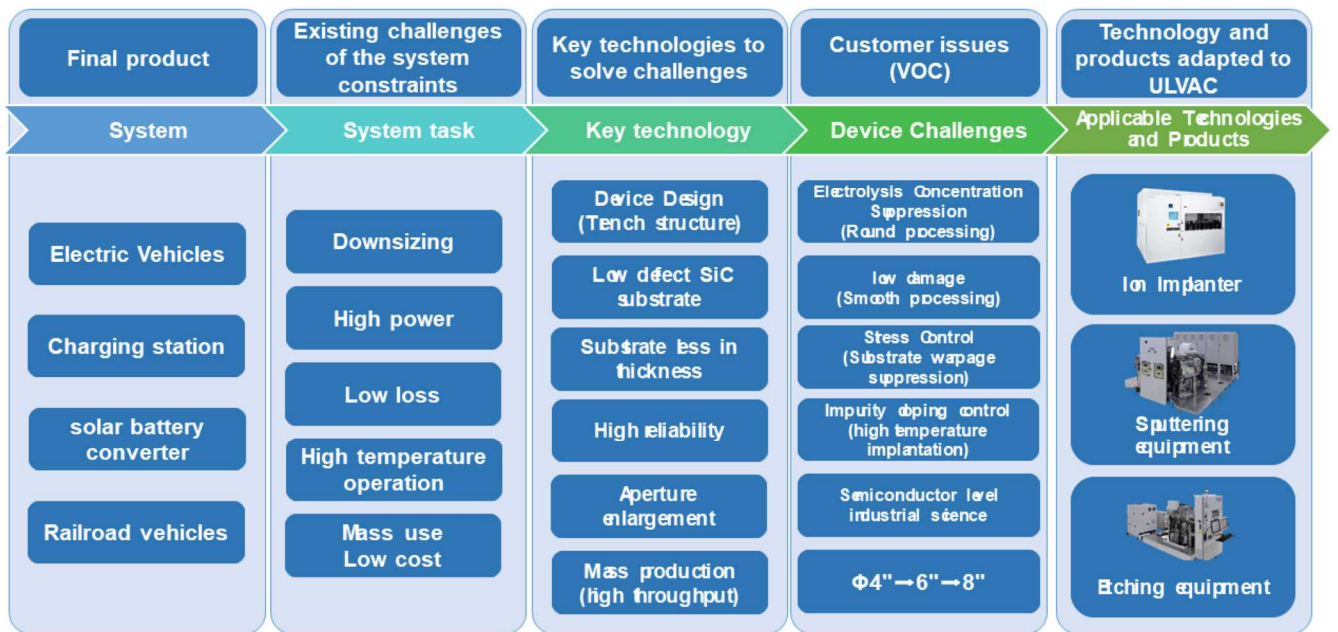 Final product
Existing challenges
of the system
constraints
Key technologies to
solve challenges
Customer issues
(VOC)
Technology and
products adapted to
ULVAC
System
System task
Key technology
Device Challenges
Applicable Technologies
and Products
Electric Vehicles
Charging station
solar battery
converter
Railroad vehicles
Downsizing
High power
Low loss
High temperature
operation
Mass use
Low cost
Device Design
(Trench structure)
Low defect SiC
substrate
Substrate less in
thickness
High reliability
Aperture
enlargement
Mass production
(high throughput)
Electrolysis Concentration
Suppression
(Round processing)
low damage
(Smooth processing)
Stress Control
(Substrate warpage
suppression)
Impurity doping control
(high temperature
implantation)
Semiconductor level
industrial science
Φ4"→6"→8"
Ion Implanter
Sputtering
equipment
Etching equipment